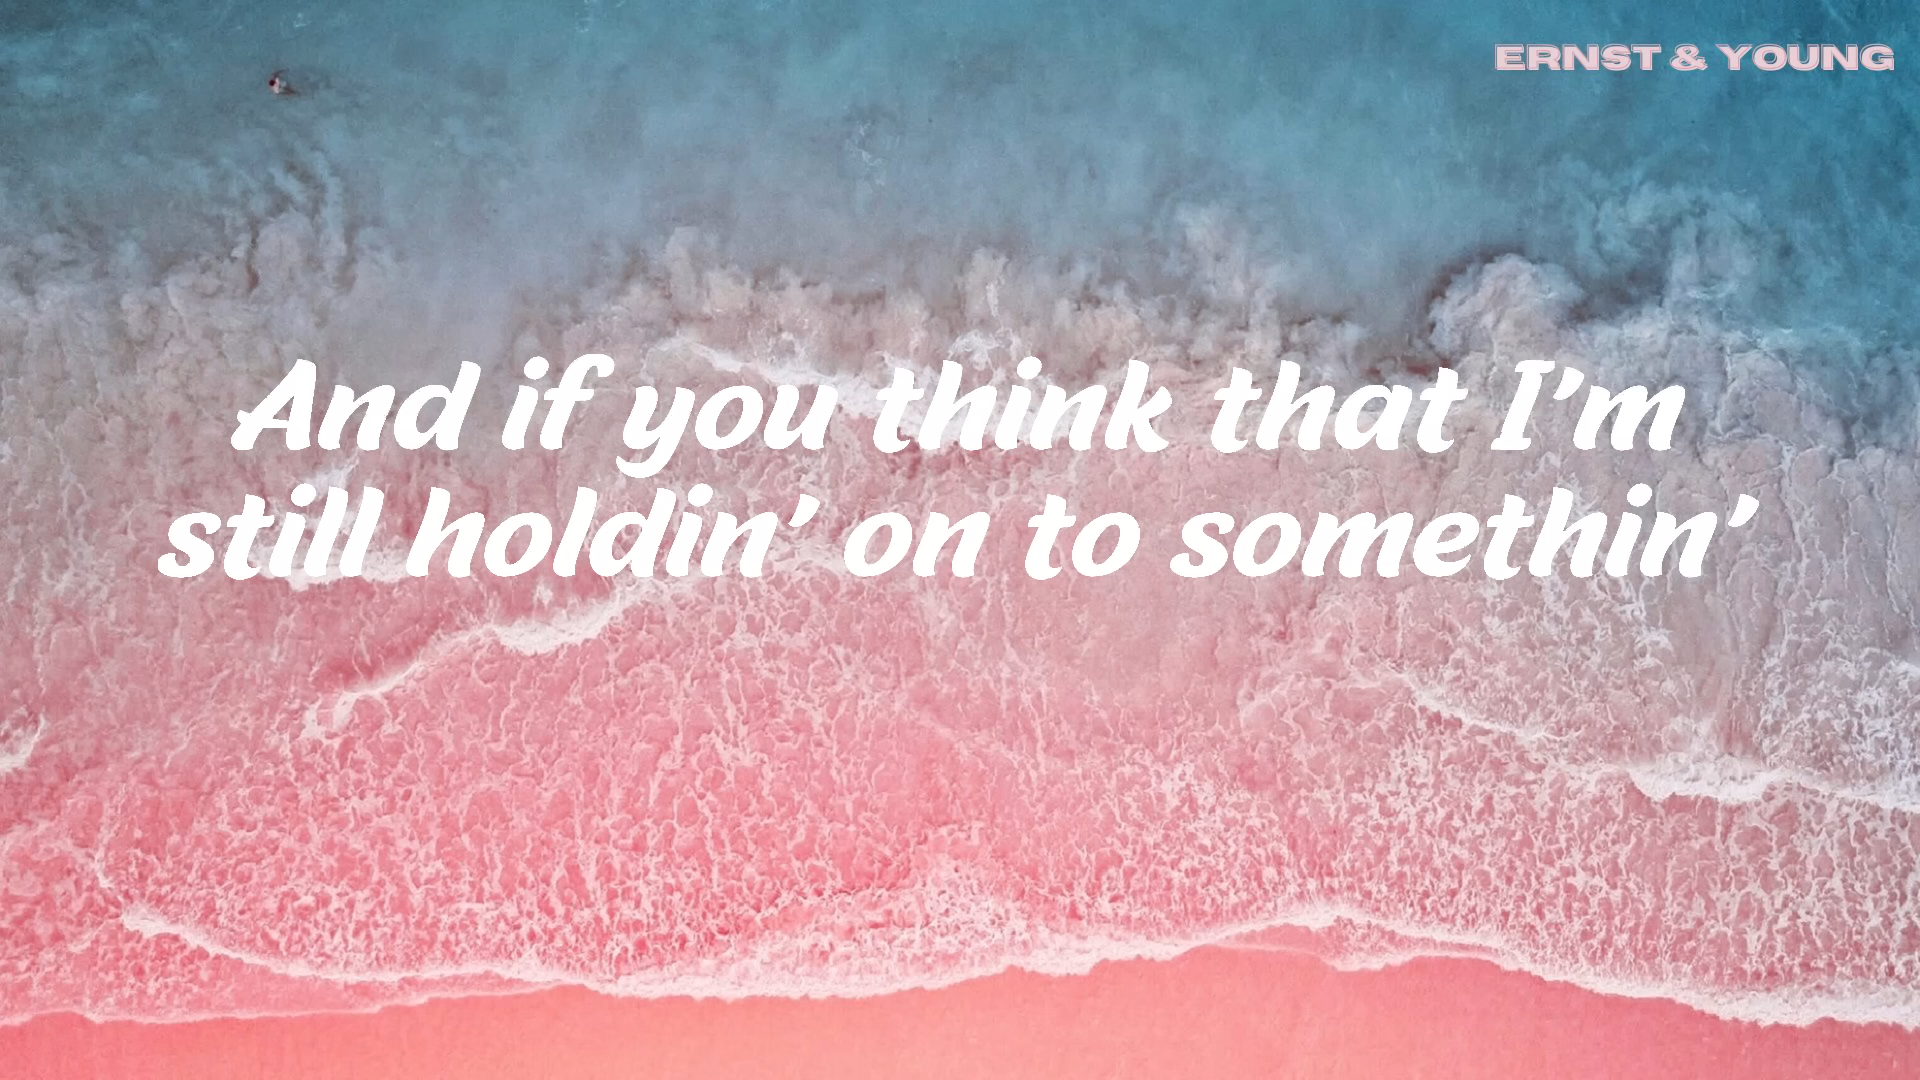 ERNST & YOUNG
And if you think that I'm
still holdin' on to somethin'